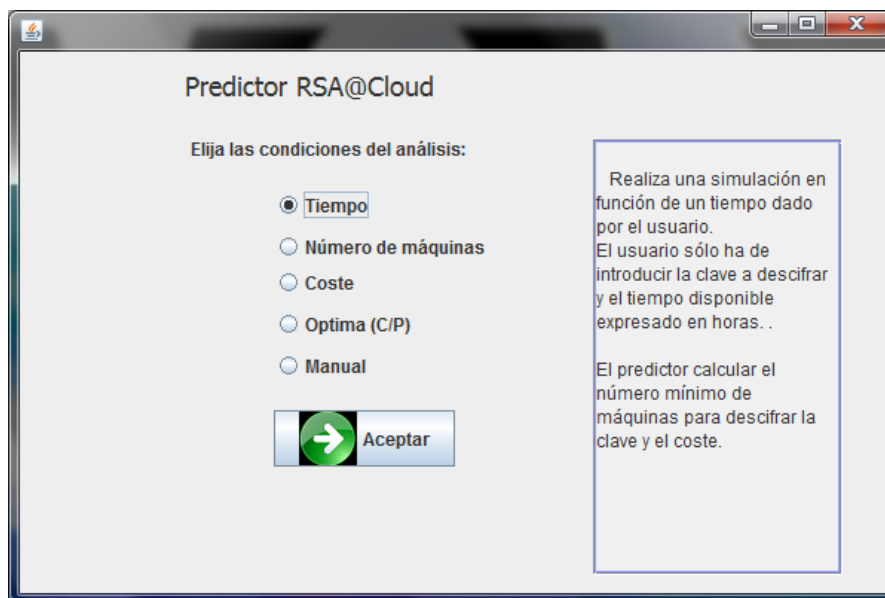 Predictor RSA@Cloud
Elija las condiciones del análisis:
Tiempo
Número de máquinas
Coste
Optima (C/P)
Manual
Aceptar
Realiza una simulación en
función de un tiempo dado
por el usuario.
El usuario sólo ha de
introducir la clave a descifrar
y el tiempo disponible
expresado en horas. .
El predictor calcular el
número mínimo de
máquinas para descifrar la
clave y el coste.